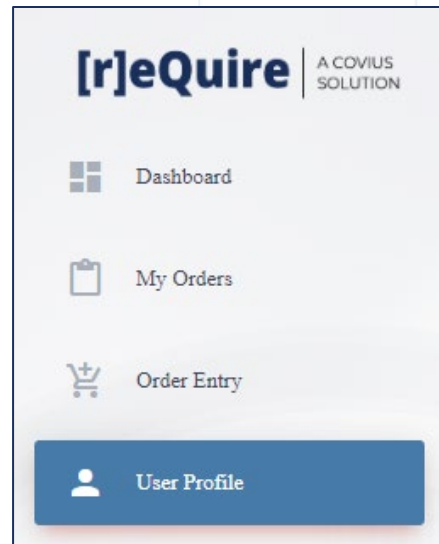 [r]eQuire
A COVIUS
SOLUTION
Dashboard
My Orders
Order Entry
User Profile